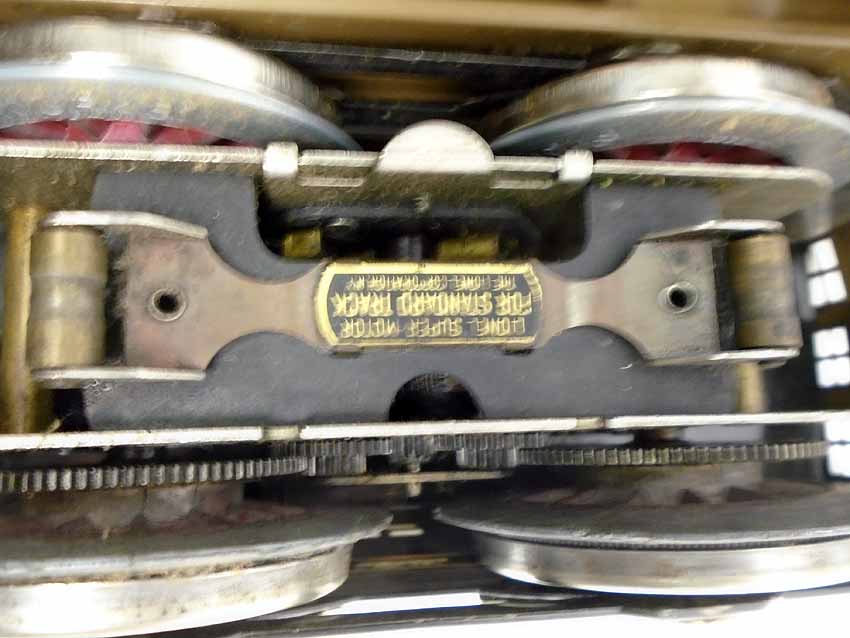 LIONEL SUPER MOTOR
FOR STANDARD TRACK
THE LIONEL CORPORATION, N.Y.